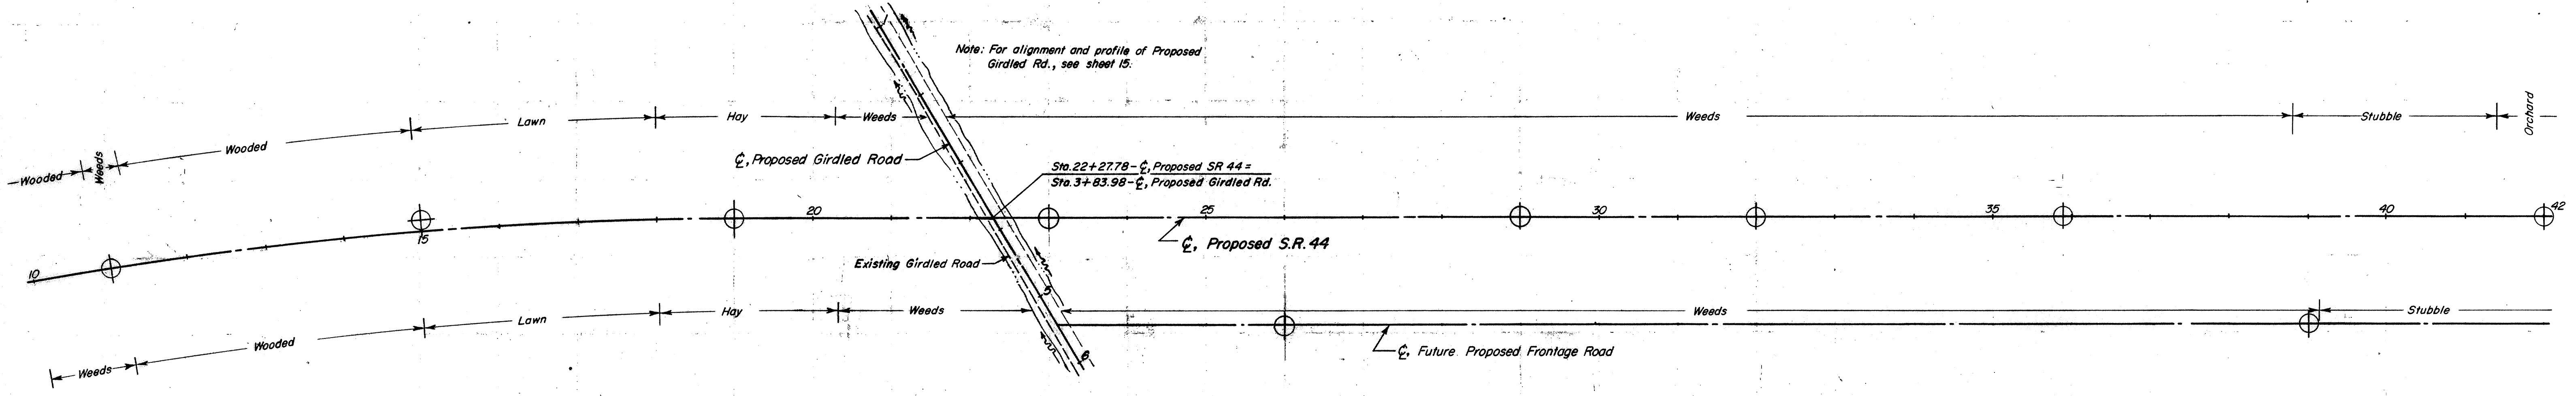 Note: For alignment and profile of Proposed
Girdled Rd., see sheet 15.
Wooded
Weeds
Wooded
Lawn
Hay
Weeds
Weeds
Stubble
Orchard
℄, Proposed Girdled Road
Sta. 22+27.78-℄, Proposed SR 44 =
Sta. 3+83.98-℄, Proposed Girdled Rd.
10
15
20
25
30
35
40
42
℄, Proposed S.R. 44
Existing Girdled Road
5
6
Weeds
Wooded
Lawn
Hay
Weeds
Weeds
Stubble
℄, Future Proposed Frontage Road